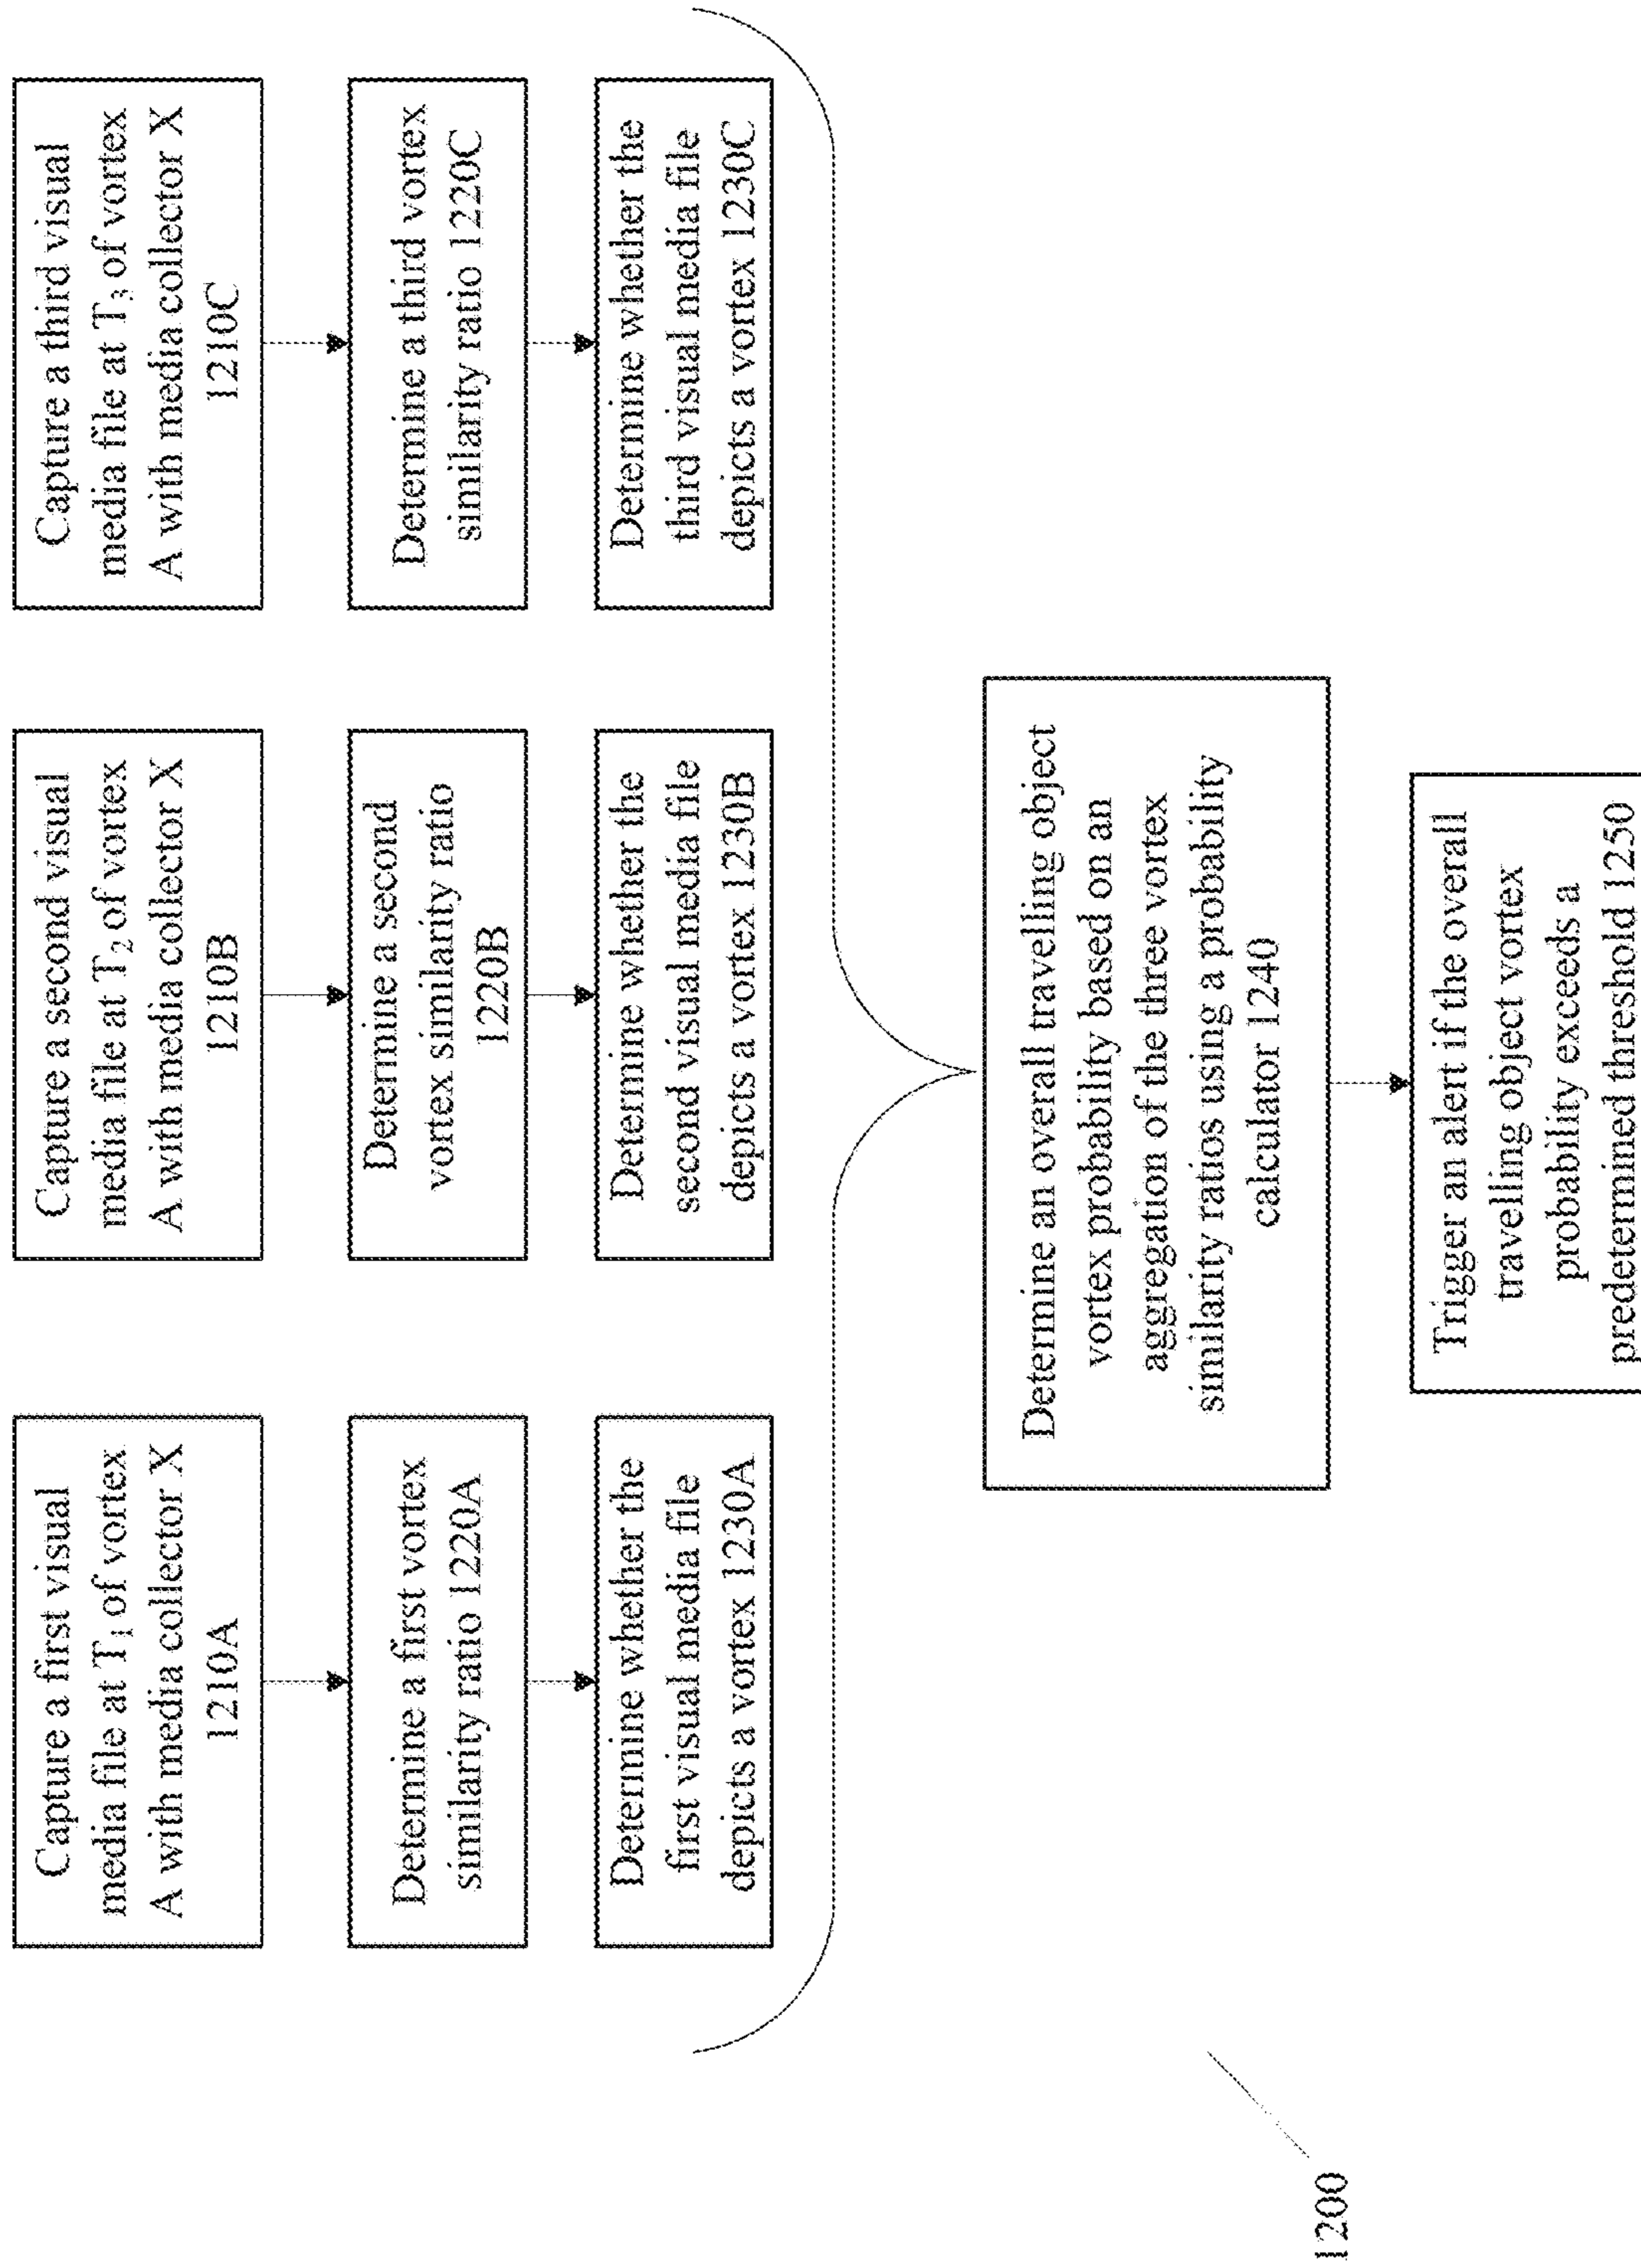 Capture a first visual
media file at T1 of vortex
A with media collector X
1210A
Determine a first vortex
similarity ratio 1220A
Determine whether the
first visual media file
depicts a vortex 1230A
Capture a second visual
media file at T2 of vortex
A with media collector X
1210B
Determine a second
vortex similarity ratio
1220B
Determine whether the
second visual media file
depicts a vortex 1230B
Capture a third visual
media file at T3 of vortex
A with media collector X
1210C
Determine a third vortex
similarity ratio 1220C
Determine whether the
third visual media file
depicts a vortex 1230C
Determine an overall travelling object
vortex probability based on an
aggregation of the three vortex
similarity ratios using a probability
calculator 1240
Trigger an alert if the overall
travelling object vortex
probability exceeds a
predetermined threshold 1250
1200